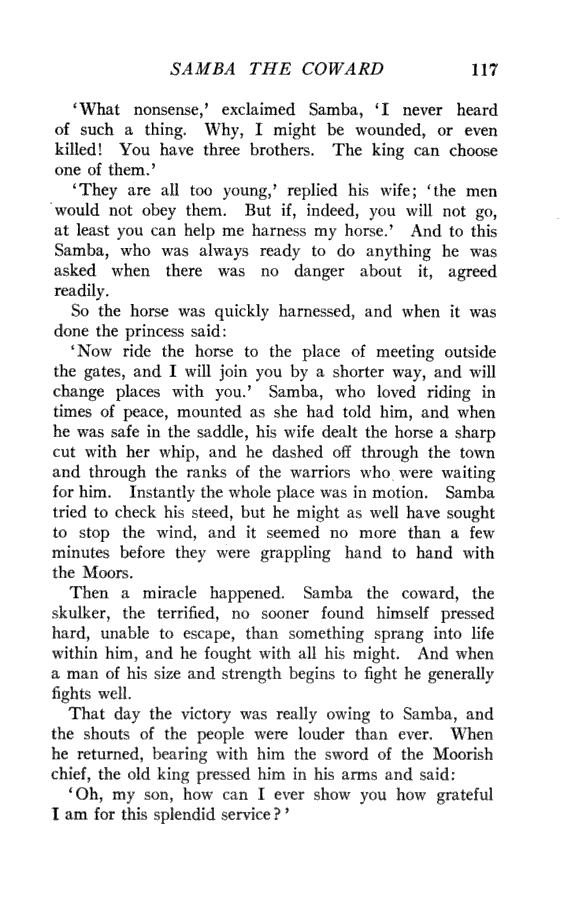 SAMBA THE COWARD 117
‘What nonsense,’ exclaimed Samba, ‘I never heard
of such a thing. Why, I might be wounded, or even
killed! You have three brothers. The king can choose
one of them.’
‘They are all too young,’ replied his wife; ‘the men
would not obey them. But if, indeed, you will not go,
at least you can help me harness my horse.’ And to this
Samba, who was always ready to do anything he was
asked when there was no danger about it, agreed
readily.
So the horse was quickly harnessed, and when it was
done the princess said:
‘Now ride the horse to the place of meeting outside
the gates, and I will join you by a shorter way, and will
change places with you.’ Samba, who loved riding in
times of peace, mounted as she had told him, and when
he was safe in the saddle, his wife dealt the horse a sharp
cut with her whip, and he dashed off through the town
and through the ranks of the warriors who were waiting
for him. Instantly the whole place was in motion. Samba
tried to check his steed, but he might as well have sought
to stop the wind, and it seemed no more than a few
minutes before they were grappling hand to hand with
the Moors.
Then a miracle happened. Samba the coward, the
skulker, the terrified, no sooner found himself pressed
hard, unable to escape, than something sprang into life
within him, and he fought with all his might. And when
a man of his size and strength begins to fight he generally
fights well.
That day the victory was really owing to Samba, and
the shouts of the people were louder than ever. When
he returned, bearing with him the sword of the Moorish
chief, the old king pressed him in his arms and said:
‘Oh, my son, how can I ever show you how grateful
I am for this splendid service?’